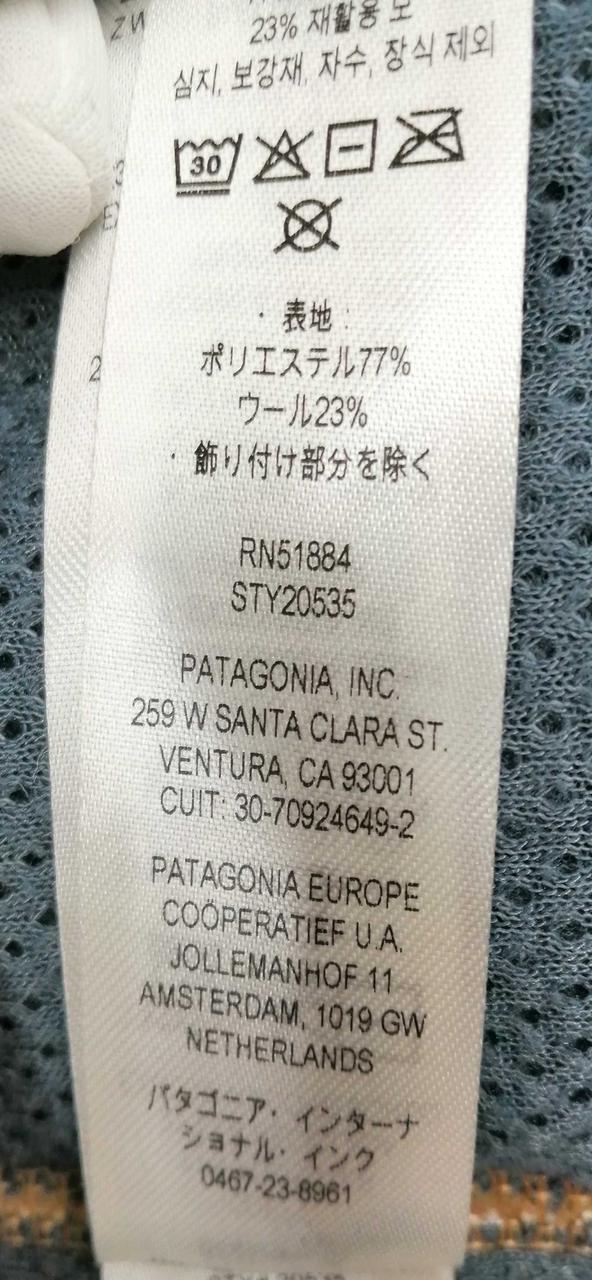 23% 재활용 모
심지, 보강재, 자수, 장식 제외
30
· 表地 :
ポリエステル77%
ウール23%
· 飾り付け部分を除く
RN51884
STY20535
PATAGONIA, INC.
259 W SANTA CLARA ST.
VENTURA, CA 93001
CUIT: 30-70924649-2
PATAGONIA EUROPE
COÖPERATIEF U.A.
JOLLEMANHOF 11
AMSTERDAM, 1019 GW
NETHERLANDS
パタゴニア· インターナ
ショナル· インク
0467-23-8961
ZW
2